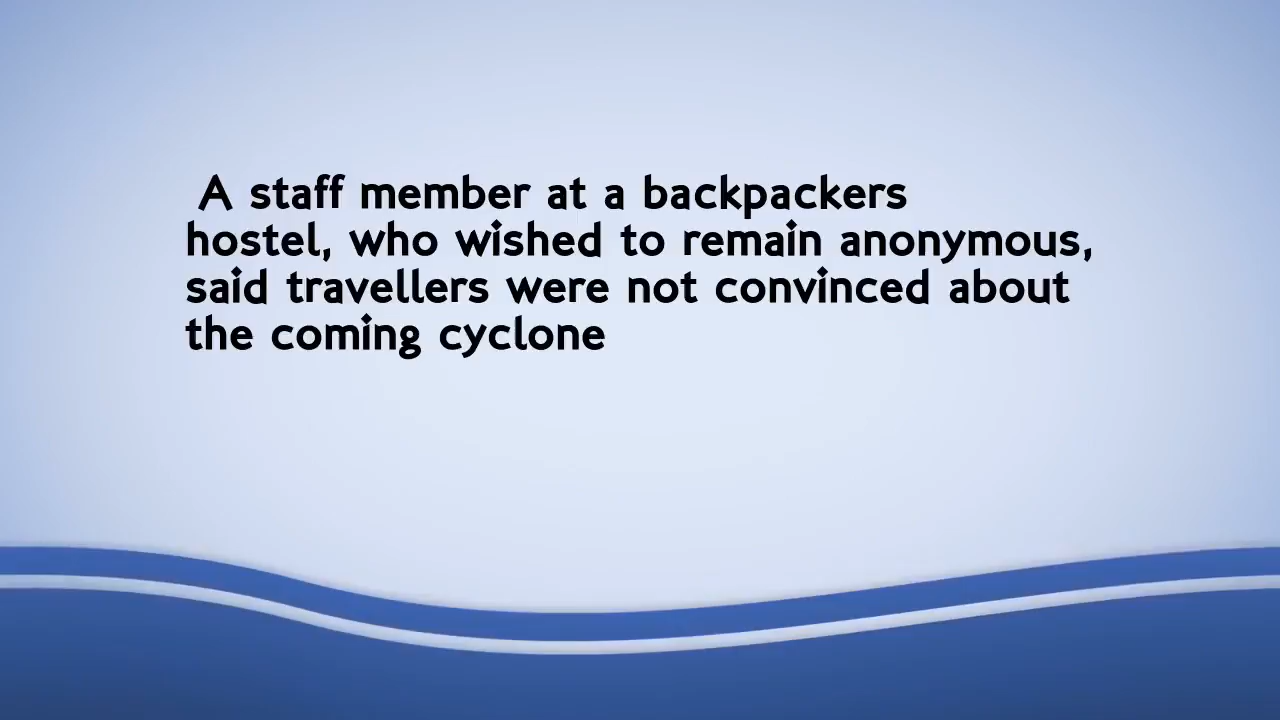 A staff member at a backpackers
hostel, who wished to remain anonymous,
said travellers were not convinced about
the coming cyclone